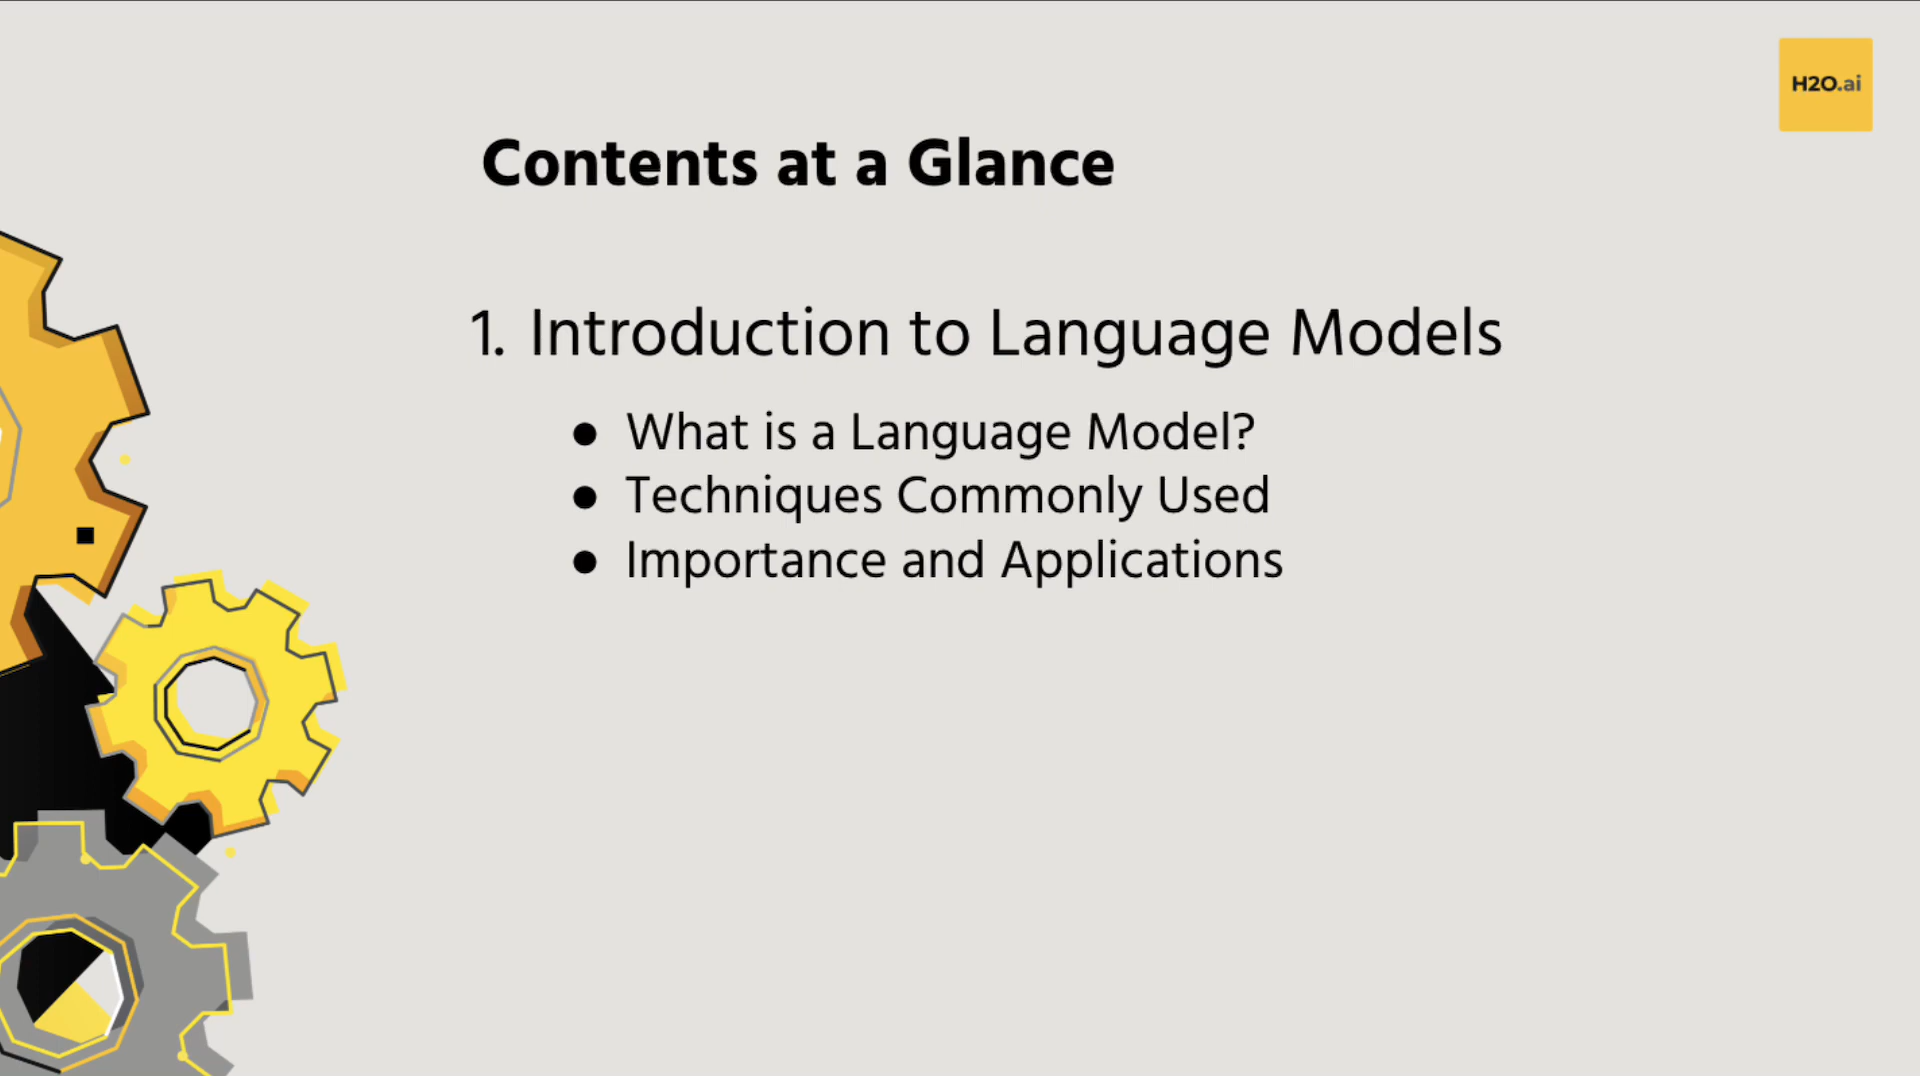 H2O.ai
Contents at a Glance
1. Introduction to Language Models
● What is a Language Model?
● Techniques Commonly Used
● Importance and Applications